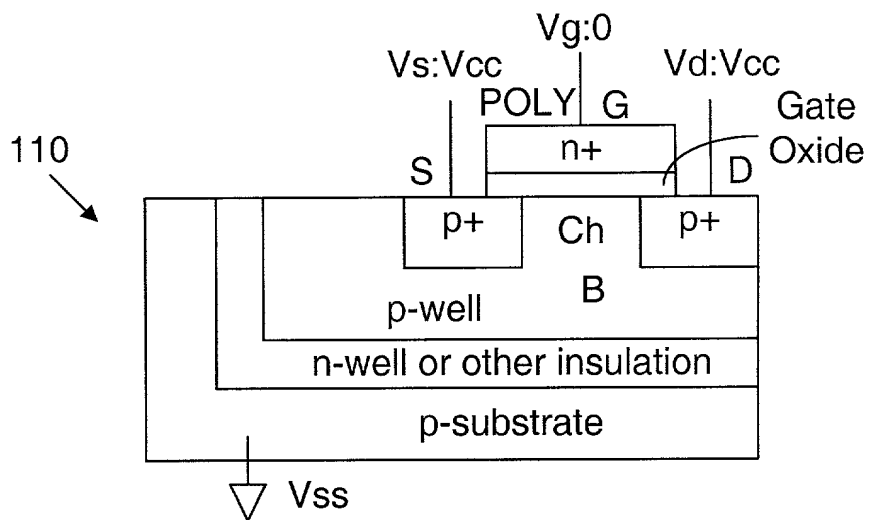 Vg:0
Vs:Vcc
Vd:Vcc
POLY G
Gate
Oxide
110
n+
S
D
p+
Ch
p+
B
p-well
n-well or other insulation
p-substrate
Vss